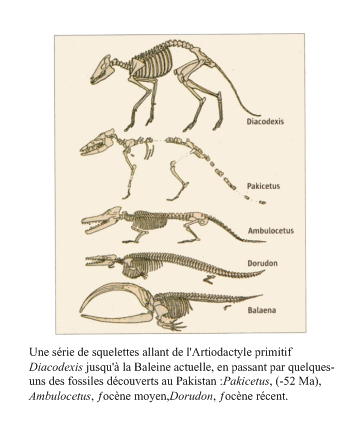 Diacodexis
Pakicetus
Ambulocetus
Dorudon
Balaena
Une série de squelettes allant de l'Artiodactyle primitif
Diacodexis jusqu'à la Baleine actuelle, en passant par quelques-
uns des fossiles découverts au Pakistan :Pakicetus, (-52 Ma),
Ambulocetus, ƒocène moyen,Dorudon, ƒocène récent.